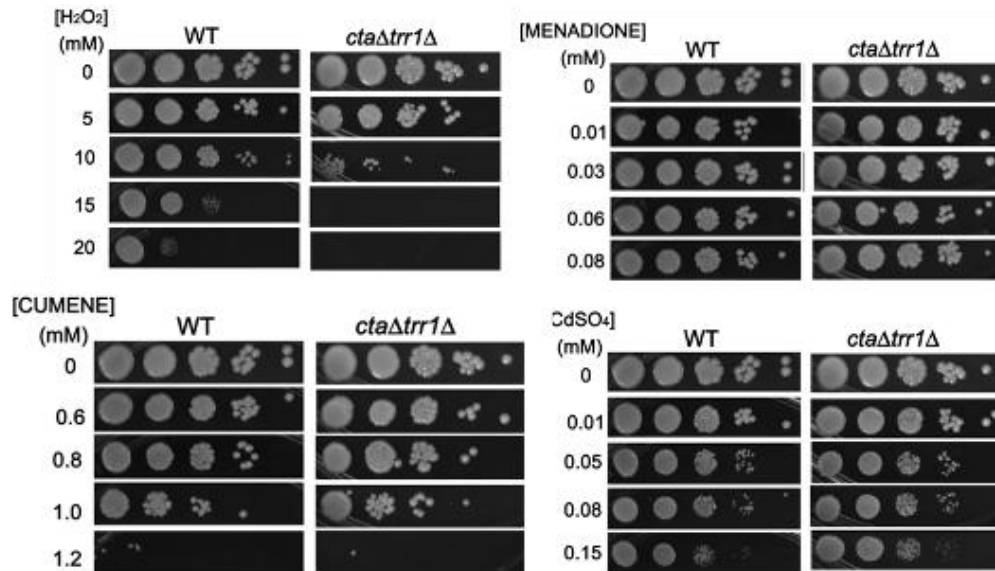 [H₂O₂]
(mM) WT ctaΔtrr1Δ
0
5
10
15
20
[MENADIONE]
(mM) WT ctaΔtrr1Δ
0
0.01
0.03
0.06
0.08
[CUMENE]
(mM) WT ctaΔtrr1Δ
0
0.6
0.8
1.0
1.2
CdSO₄]
(mM) WT ctaΔtrr1Δ
0
0.01
0.05
0.08
0.15